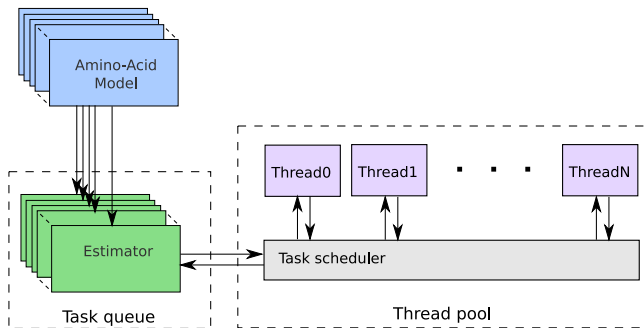 Amino-Acid
Model
Thread0
Thread1
. . .
ThreadN
Estimator
Task scheduler
Task queue
Thread pool